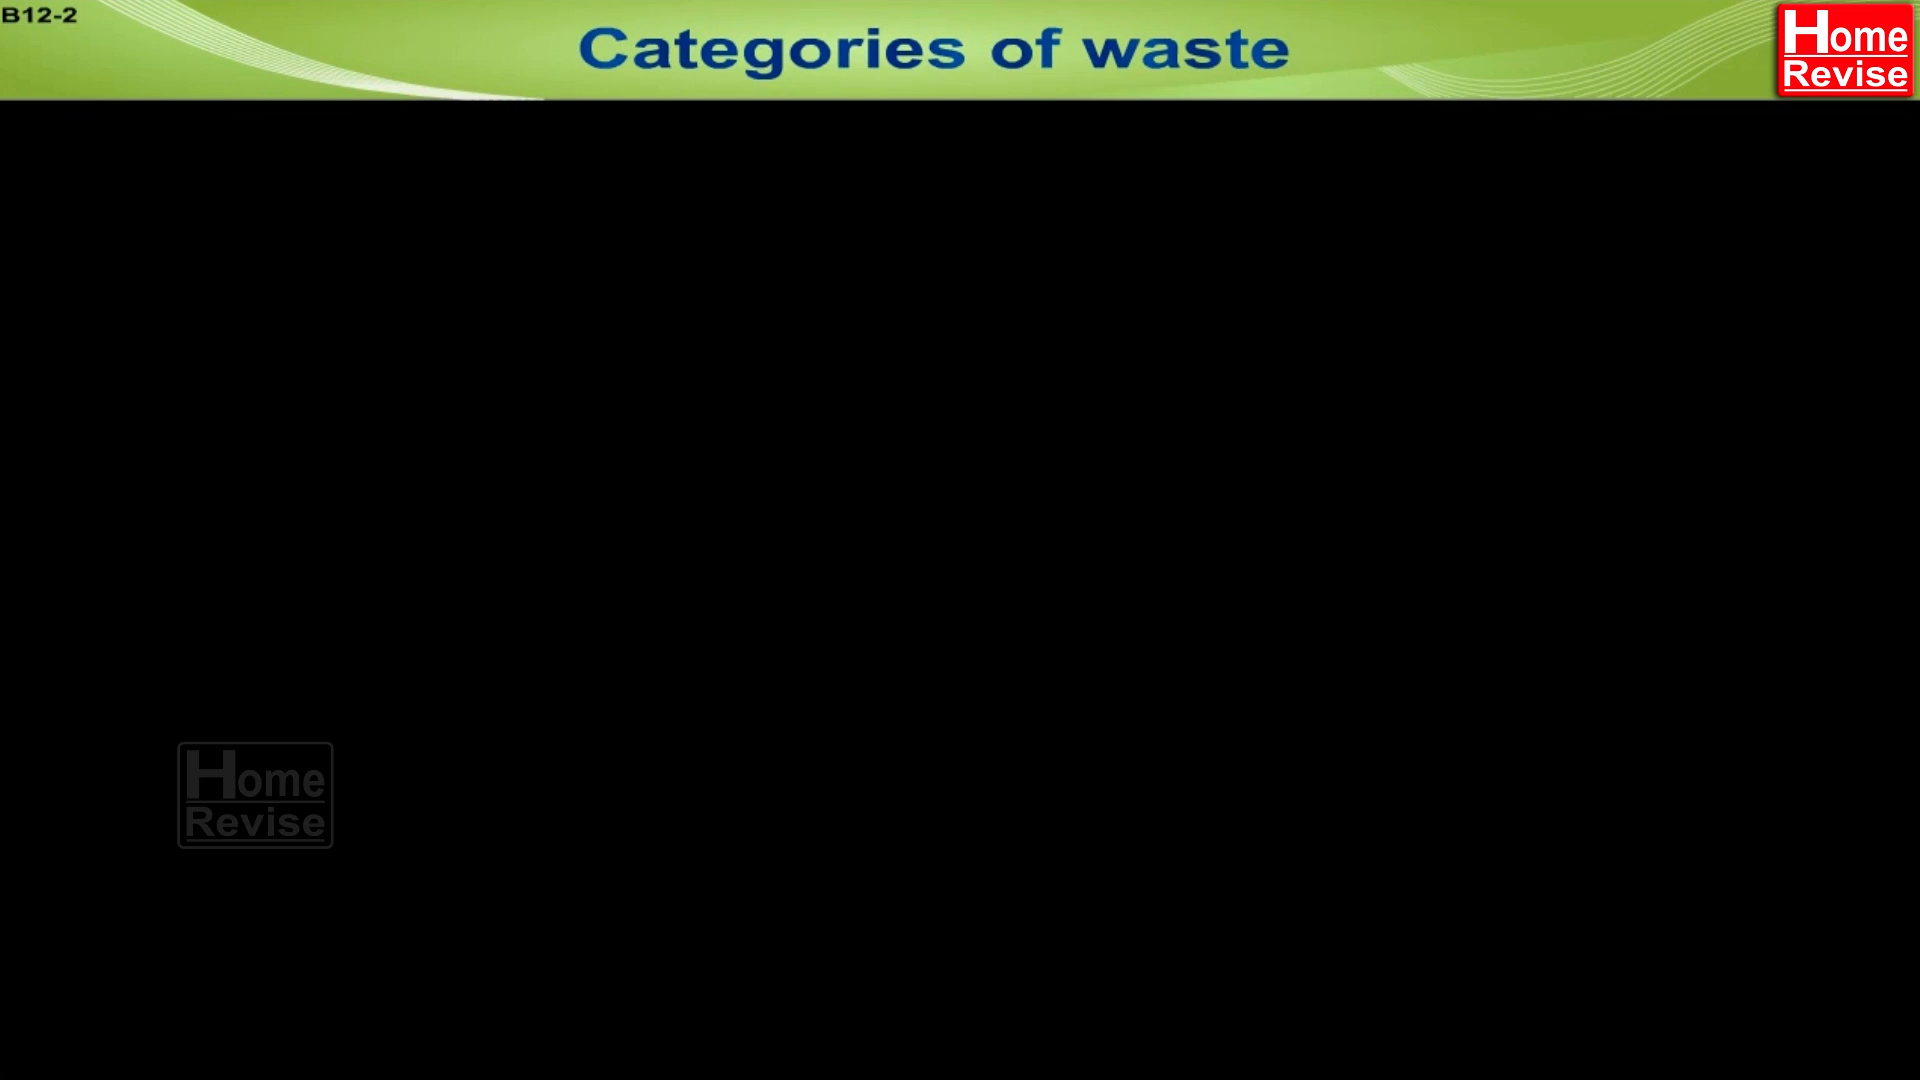 B12-2
Categories of waste
Home
Revise
Home
Revise